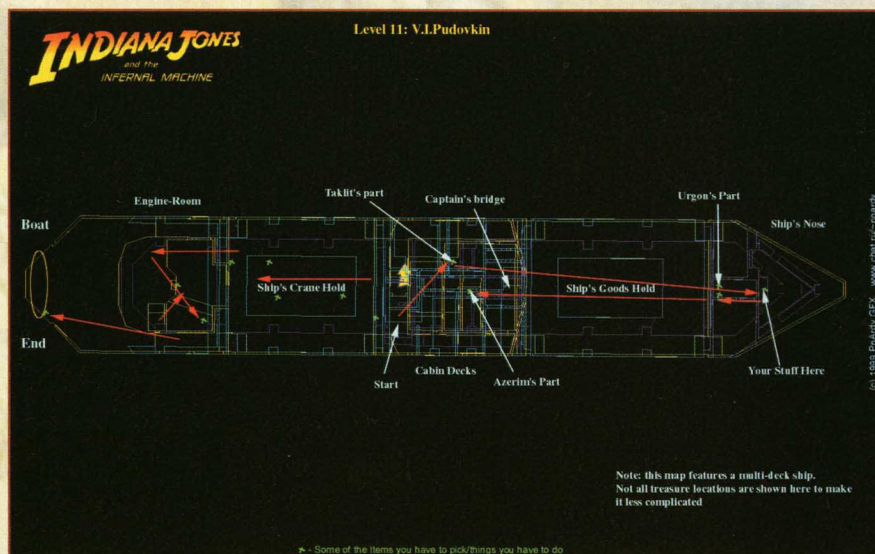 INDIANA JONES
and the
INFERNAL MACHINE
Level 11: V.I.Pudovkin
Engine-Room
Taklit's part
Captain's bridge
Urgon's Part
Boat
Ship's Nose
Ship's Crane Hold
Ship's Goods Hold
End
Start
Cabin Decks
Azerim's Part
Your Stuff Here
Note: this map features a multi-deck ship.
Not all treasure locations are shown here to make
it less complicated
- Some of the items you have to pick/things you have to do